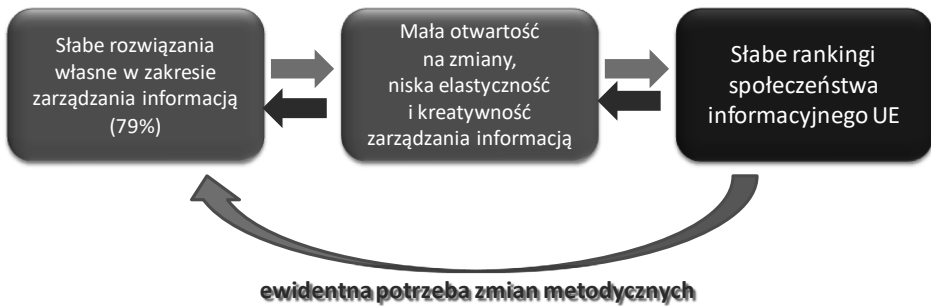 Słabe rozwiązania
własne w zakresie
zarządzania informacją
(79%)
Mała otwartość
na zmiany,
niska elastyczność
i kreatywność
zarządzania informacją
Słabe rankingi
społeczeństwa
informacyjnego UE
ewidentna potrzeba zmian metodycznych